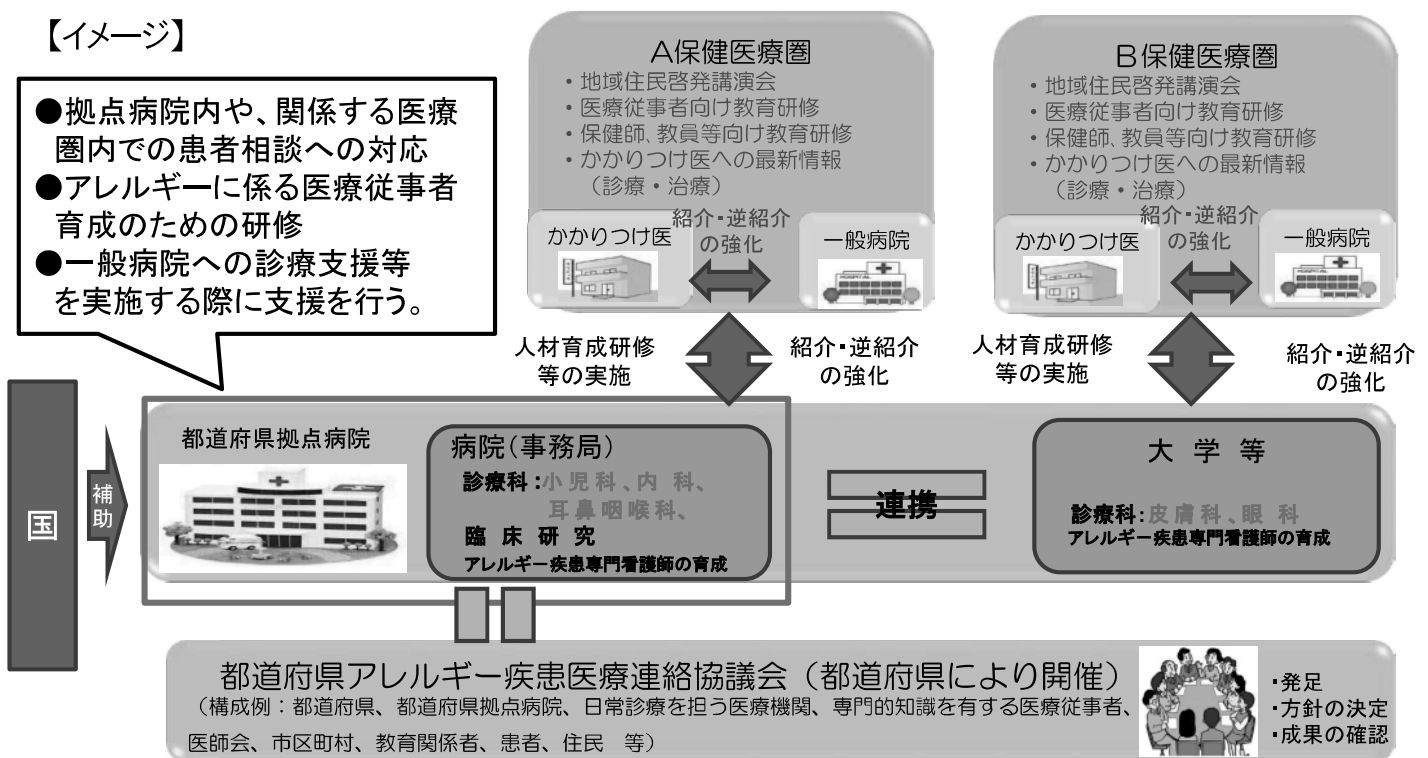 【イメージ】
●拠点病院内や、関係する医療
圏内での患者相談への対応
●アレルギーに係る医療従事者
育成のための研修
●一般病院への診療支援等
を実施する際に支援を行う。
A保健医療圏
・地域住民啓発講演会
・医療従事者向け教育研修
・保健師、教員等向け教育研修
・かかりつけ医への最新情報
（診療・治療）
かかりつけ医
紹介・逆紹介
の強化
一般病院
HOSPITAL
B保健医療圏
・地域住民啓発講演会
・医療従事者向け教育研修
・保健師、教員等向け教育研修
・かかりつけ医への最新情報
（診療・治療）
かかりつけ医
紹介・逆紹介
の強化
一般病院
HOSPITAL
人材育成研修
等の実施
紹介・逆紹介
の強化
人材育成研修
等の実施
紹介・逆紹介
の強化
国
補助
都道府県拠点病院
病院（事務局）
診療科：小児科、内 科、
耳鼻咽喉科、
臨 床 研 究
アレルギー疾患専門看護師の育成
連携
大 学 等
診療科：皮膚科、眼 科
アレルギー疾患専門看護師の育成
都道府県アレルギー疾患医療連絡協議会（都道府県により開催）
（構成例：都道府県、都道府県拠点病院、日常診療を担う医療機関、専門的知識を有する医療従事者、
医師会、市区町村、教育関係者、患者、住民　等）
・発足
・方針の決定
・成果の確認